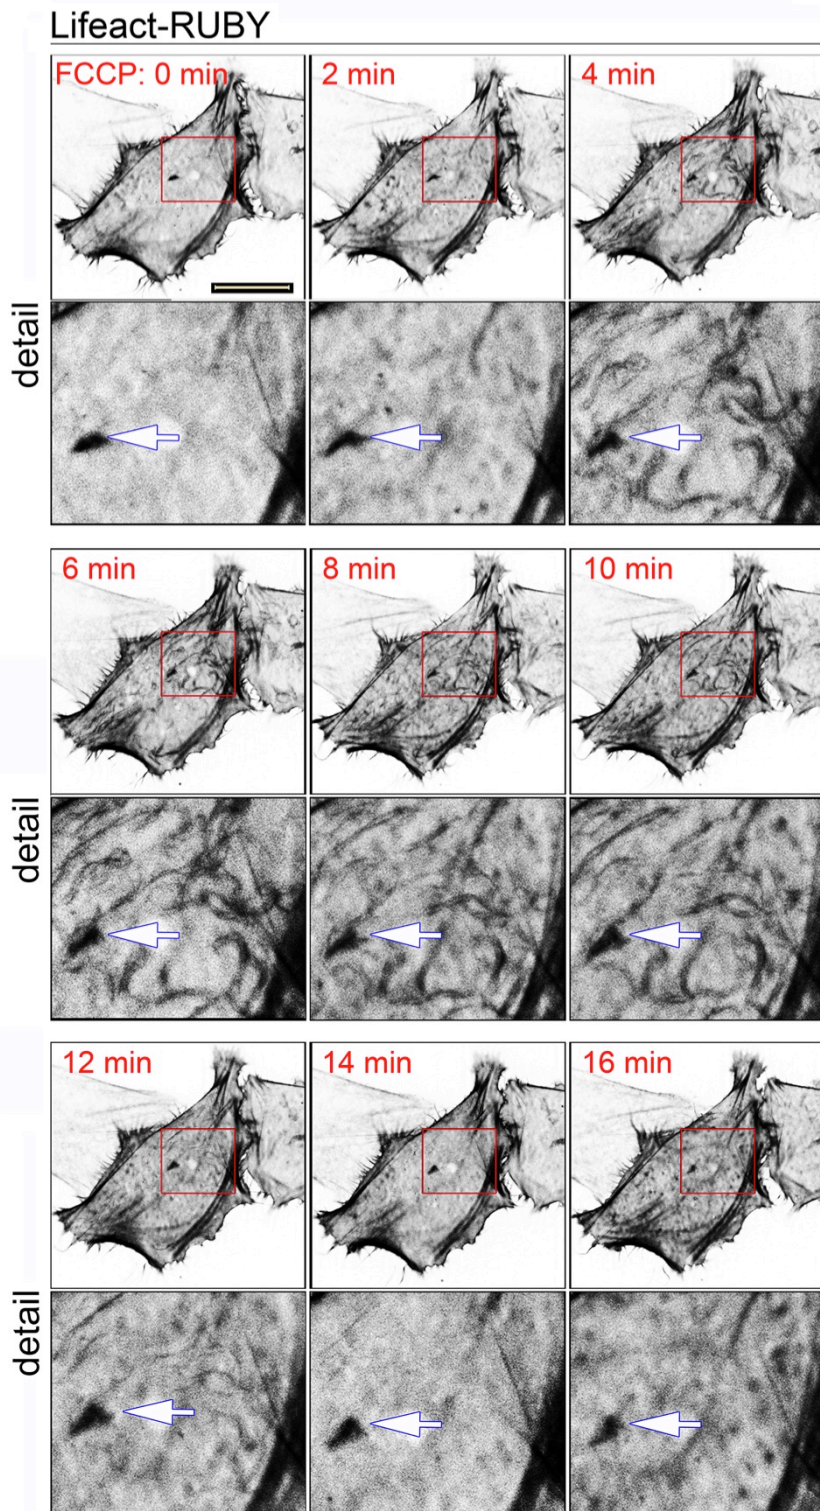 Lifeact-RUBY
FCCP: 0 min
2 min
4 min
detail
6 min
8 min
10 min
detail
12 min
14 min
16 min
detail